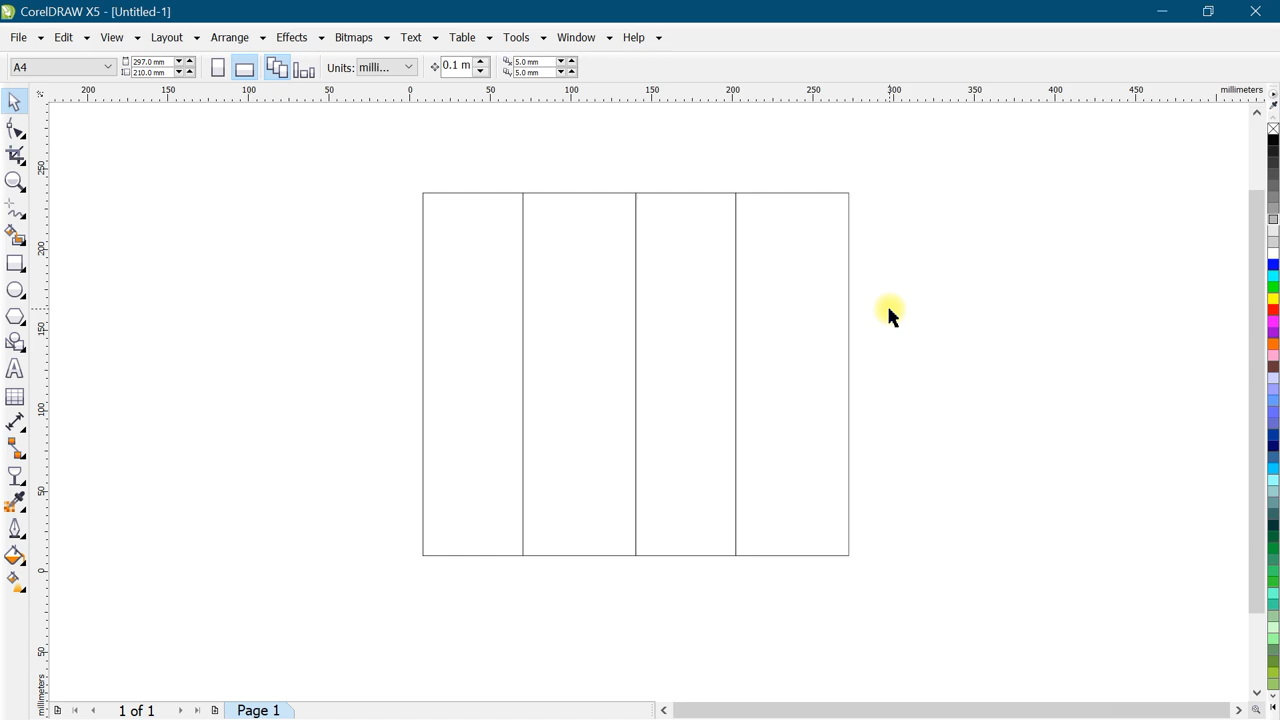 CorelDRAW X5 - [Untitled-1]
File Edit View Layout Arrange Effects Bitmaps Text Table Tools Window Help
A4 297.0 mm 210.0 mm Units: milli... 0.1 m 5.0 mm 5.0 mm
200 150 100 50 0 50 100 150 200 250 300 350 400 450 millimeters
250
200
150
100
50
0
50
millimeters
1 of 1 Page 1